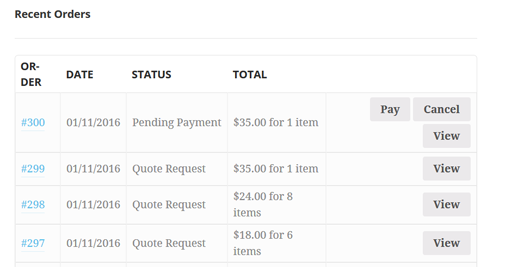 Recent Orders
OR-
DER DATE STATUS TOTAL
#300 01/11/2016 Pending Payment $35.00 for 1 item Pay Cancel
View
#299 01/11/2016 Quote Request $35.00 for 1 item View
#298 01/11/2016 Quote Request $24.00 for 8
items View
#297 01/11/2016 Quote Request $18.00 for 6
items View